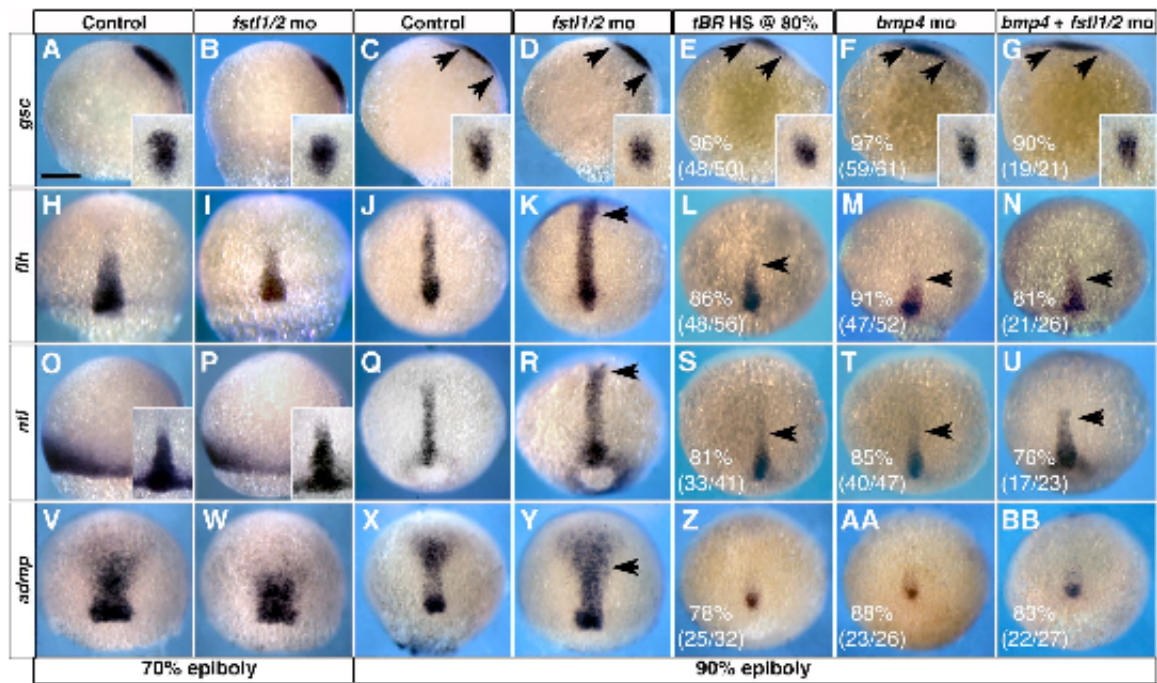 Control fstl1/2 mo Control fstl1/2 mo tBR HS @ 80% bmp4 mo bmp4 + fstl1/2 mo
gsc
A B C D E F G
96% 97% 90%
(48/50) (59/61) (19/21)
flh
H I J K L M N
86% 91% 81%
(48/56) (47/52) (21/26)
ntl
O P Q R S T U
81% 85% 76%
(33/41) (40/47) (17/23)
admp
V W X Y Z AA BB
78% 88% 83%
(25/32) (23/26) (22/27)
70% epiboly 90% epiboly